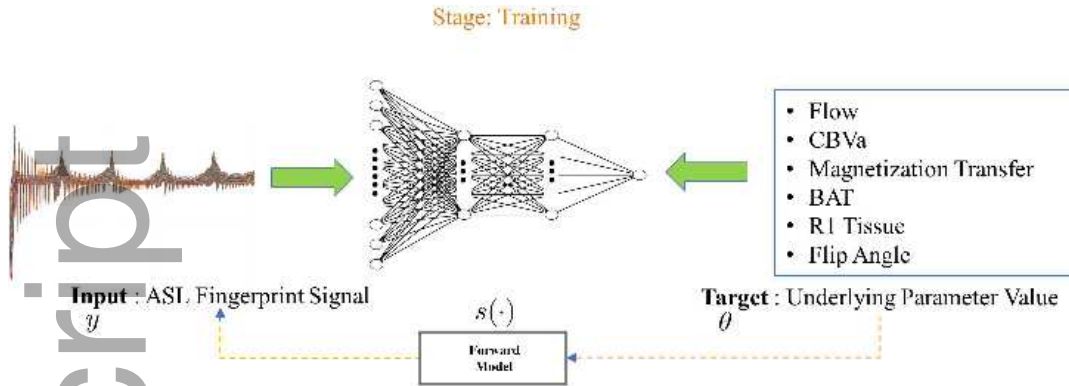 Stage: Training
• Flow
• CBVa
• Magnetization Transfer
• BAT
• R1 Tissue
• Flip Angle
Input : ASL Fingerprint Signal
y
s(·)
Target : Underlying Parameter Value
θ
Forward
Model
cript